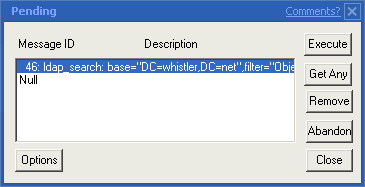 Pending
Comments?
Message ID
Description
Execute
46: ldap_search: base="DC=whistler,DC=net",filter="Obje
Null
Get Any
Remove
Abandon
Options
Close